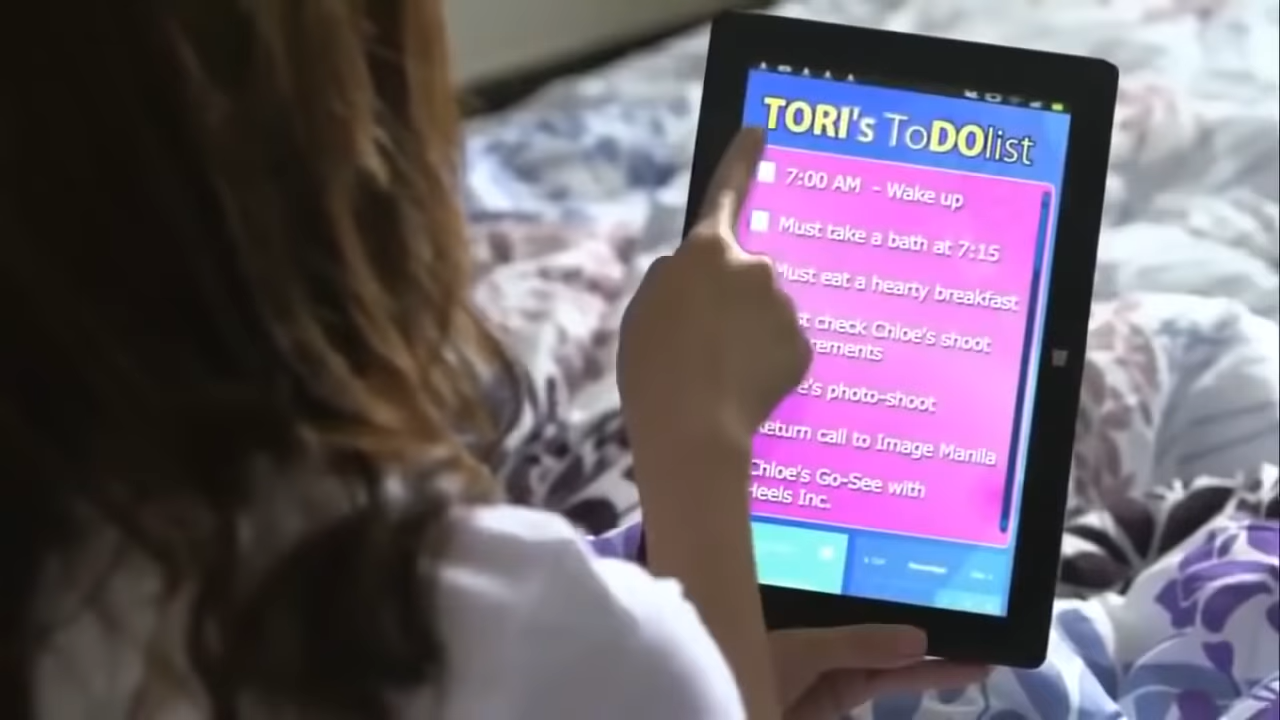 TORI's ToDOlist
7:00 AM - Wake up
Must take a bath at 7:15
Must eat a hearty breakfast
check Chloe's shoot
photo-shoot
Return call to Image Manila
Chloe's Go-See with
Heels Inc.